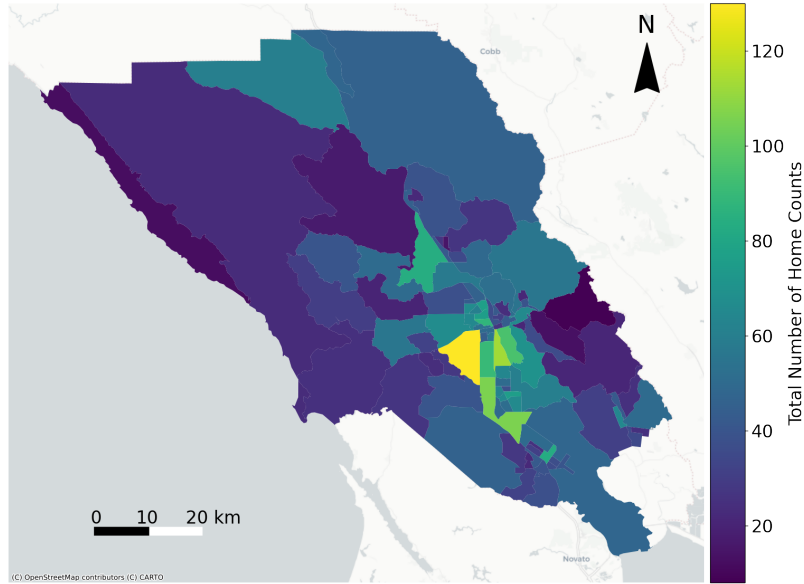 Cobb
N
120
100
80
60
40
20
Total Number of Home Counts
0 10 20 km
Novato
(C) OpenStreetMap contributors (C) CARTO